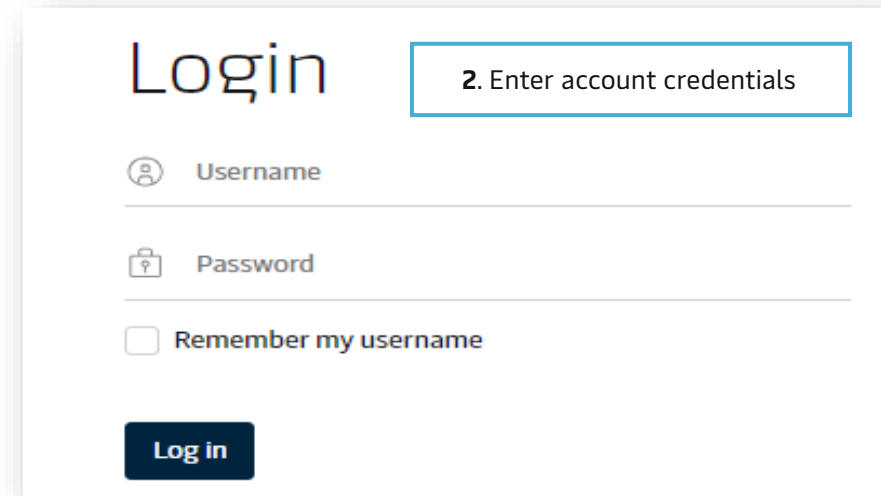 Login
2. Enter account credentials
Username
Password
Remember my username
Log in